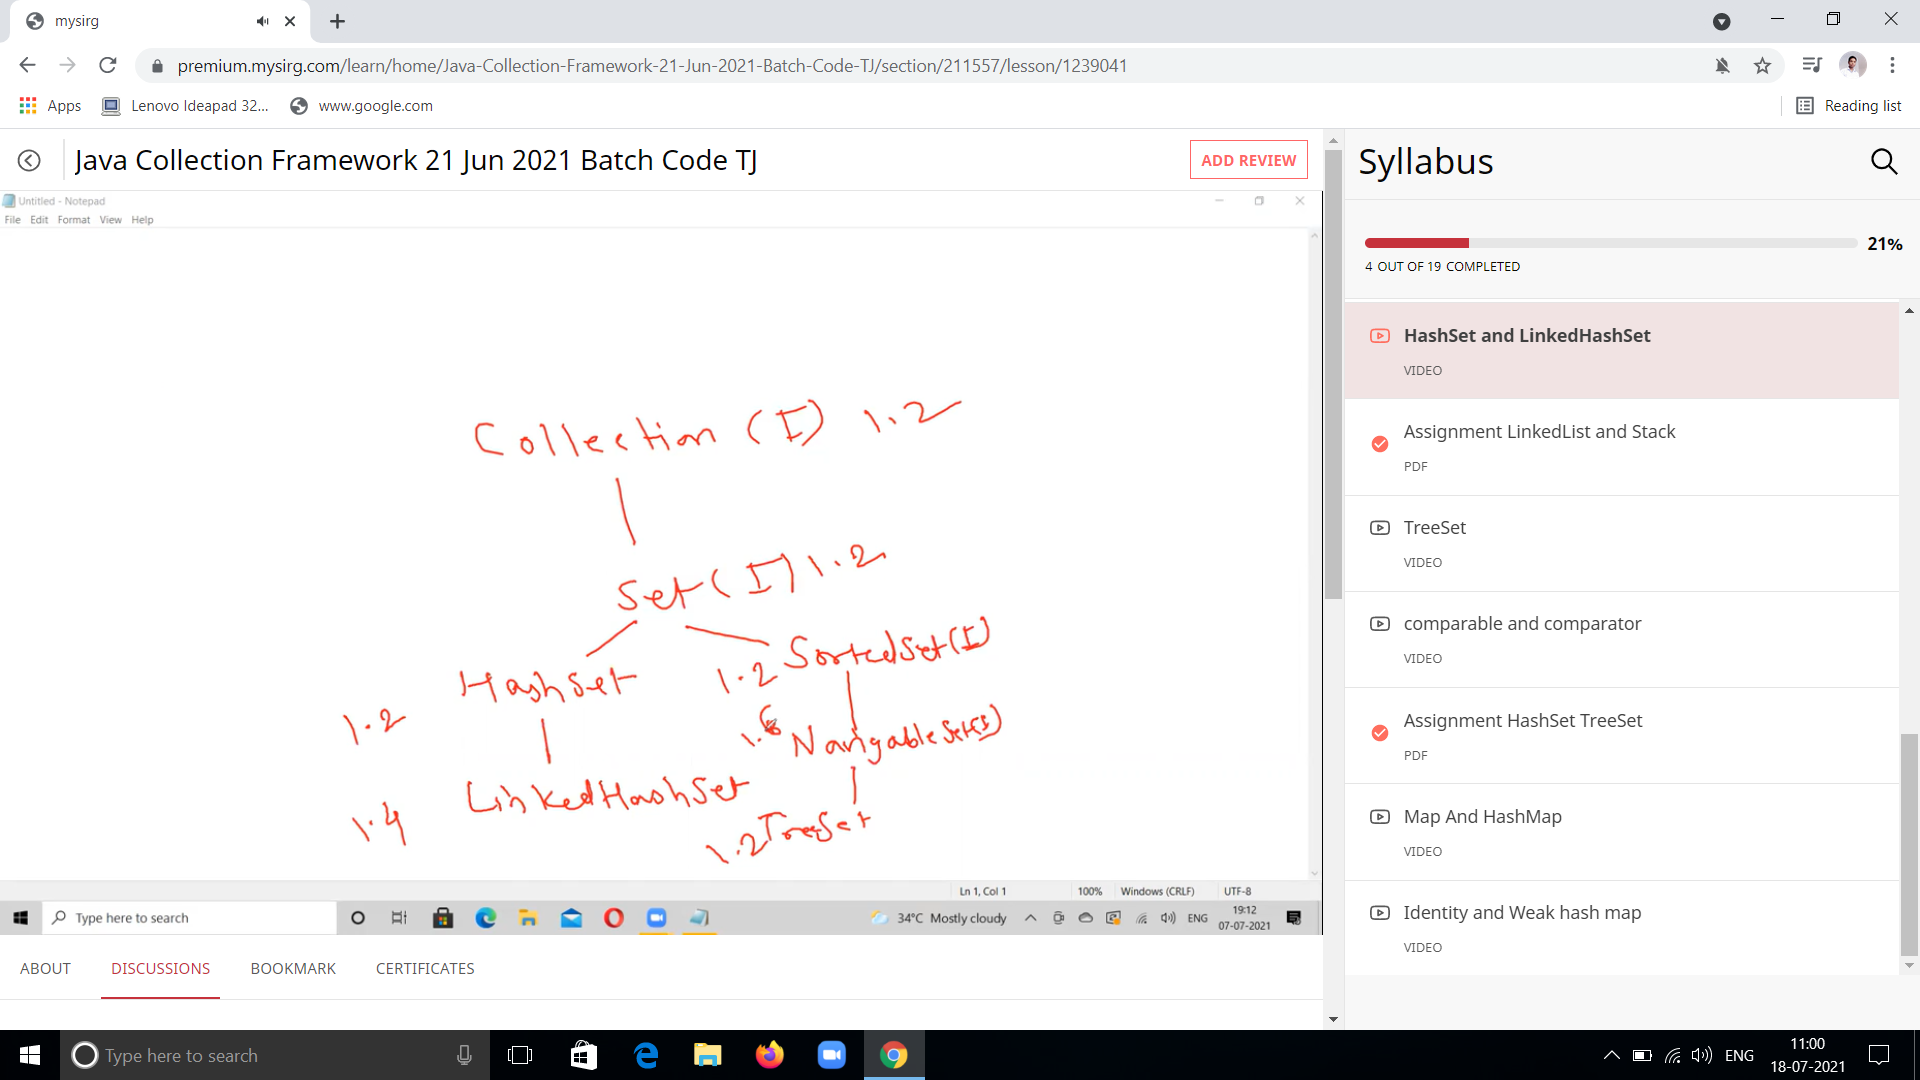 mysirg
premium.mysirg.com/learn/home/Java-Collection-Framework-21-Jun-2021-Batch-Code-TJ/section/211557/lesson/1239041
Apps Lenovo Ideapad 32... www.google.com Reading list
Java Collection Framework 21 Jun 2021 Batch Code TJ ADD REVIEW
Untitled - Notepad
File Edit Format View Help
Collection (I) 1.2
Set (I) 1.2
HashSet 1.2 SortedSet(I)
1.2
1.6 NavigableSet(I)
LinkedHashSet
1.4 1.2 TreeSet
Ln 1, Col 1 100% Windows (CRLF) UTF-8
Type here to search 34°C Mostly cloudy ENG 19:12
07-07-2021
ABOUT DISCUSSIONS BOOKMARK CERTIFICATES
Syllabus
21%
4 OUT OF 19 COMPLETED
HashSet and LinkedHashSet
VIDEO
Assignment LinkedList and Stack
PDF
TreeSet
VIDEO
comparable and comparator
VIDEO
Assignment HashSet TreeSet
PDF
Map And HashMap
VIDEO
Identity and Weak hash map
VIDEO
Type here to search ENG 11:00
18-07-2021